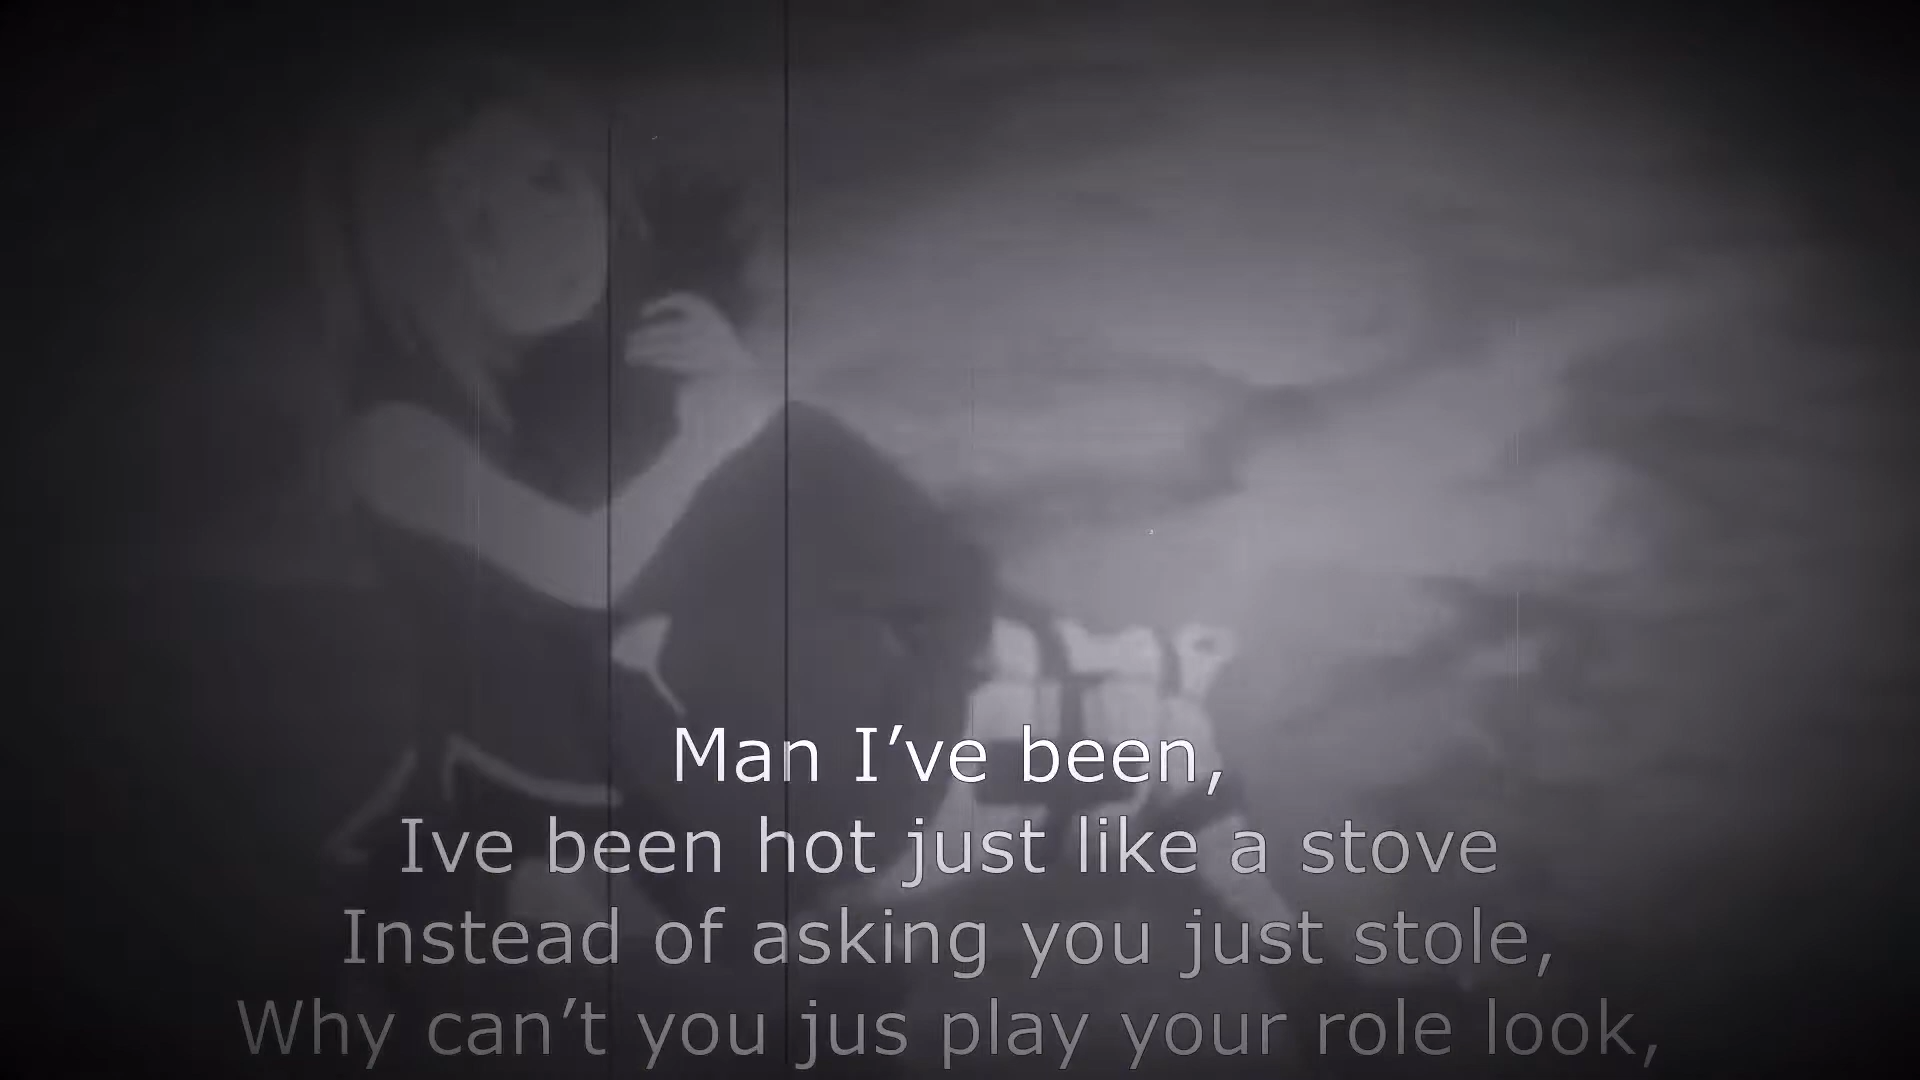 Man I’ve been,
Ive been hot just like a stove
Instead of asking you just stole,
Why can’t you jus play your role look,